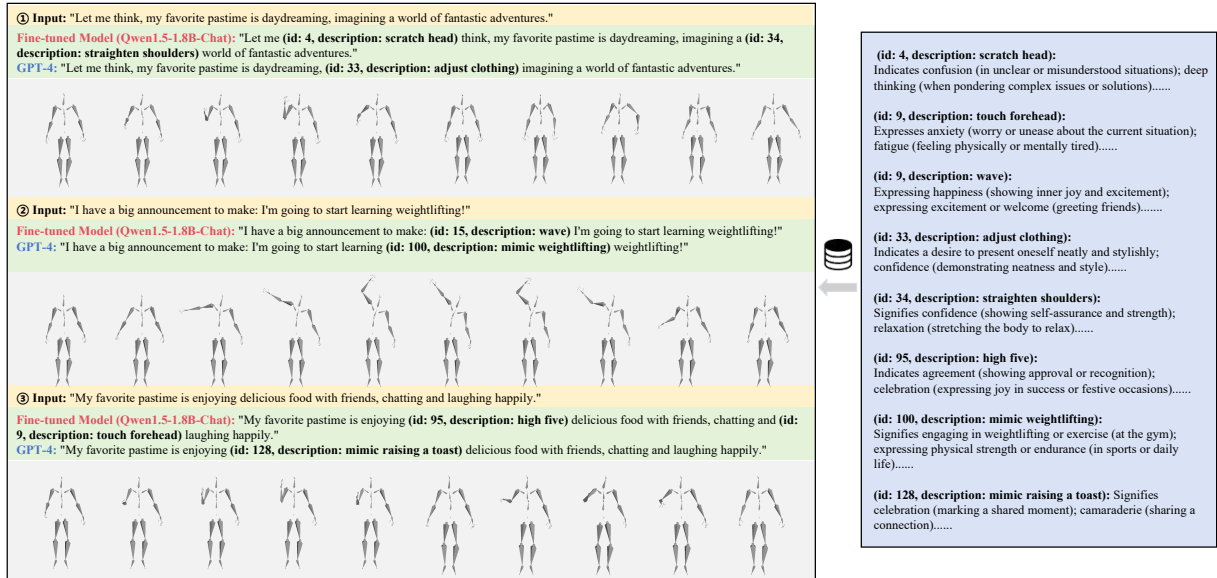 ① Input: "Let me think, my favorite pastime is daydreaming, imagining a world of fantastic adventures."
Fine-tuned Model (Qwen1.5-1.8B-Chat): "Let me (id: 4, description: scratch head) think, my favorite pastime is daydreaming, imagining a (id: 34,
description: straighten shoulders) world of fantastic adventures."
GPT-4: "Let me think, my favorite pastime is daydreaming, (id: 33, description: adjust clothing) imagining a world of fantastic adventures."
② Input: "I have a big announcement to make: I'm going to start learning weightlifting!"
Fine-tuned Model (Qwen1.5-1.8B-Chat): "I have a big announcement to make: (id: 15, description: wave) I'm going to start learning weightlifting!"
GPT-4: "I have a big announcement to make: I'm going to start learning (id: 100, description: mimic weightlifting) weightlifting!"
③ Input: "My favorite pastime is enjoying delicious food with friends, chatting and laughing happily."
Fine-tuned Model (Qwen1.5-1.8B-Chat): "My favorite pastime is enjoying (id: 95, description: high five) delicious food with friends, chatting and (id:
9, description: touch forehead) laughing happily."
GPT-4: "My favorite pastime is enjoying (id: 128, description: mimic raising a toast) delicious food with friends, chatting and laughing happily."
(id: 4, description: scratch head):
Indicates confusion (in unclear or misunderstood situations); deep
thinking (when pondering complex issues or solutions)......
(id: 9, description: touch forehead):
Expresses anxiety (worry or unease about the current situation);
fatigue (feeling physically or mentally tired)......
(id: 9, description: wave):
Expressing happiness (showing inner joy and excitement);
expressing excitement or welcome (greeting friends).......
(id: 33, description: adjust clothing):
Indicates a desire to present oneself neatly and stylishly;
confidence (demonstrating neatness and style)......
(id: 34, description: straighten shoulders):
Signifies confidence (showing self-assurance and strength);
relaxation (stretching the body to relax)......
(id: 95, description: high five):
Indicates agreement (showing approval or recognition);
celebration (expressing joy in success or festive occasions)......
(id: 100, description: mimic weightlifting):
Signifies engaging in weightlifting or exercise (at the gym);
expressing physical strength or endurance (in sports or daily
life)......
(id: 128, description: mimic raising a toast): Signifies
celebration (marking a shared moment); camaraderie (sharing a
connection)......